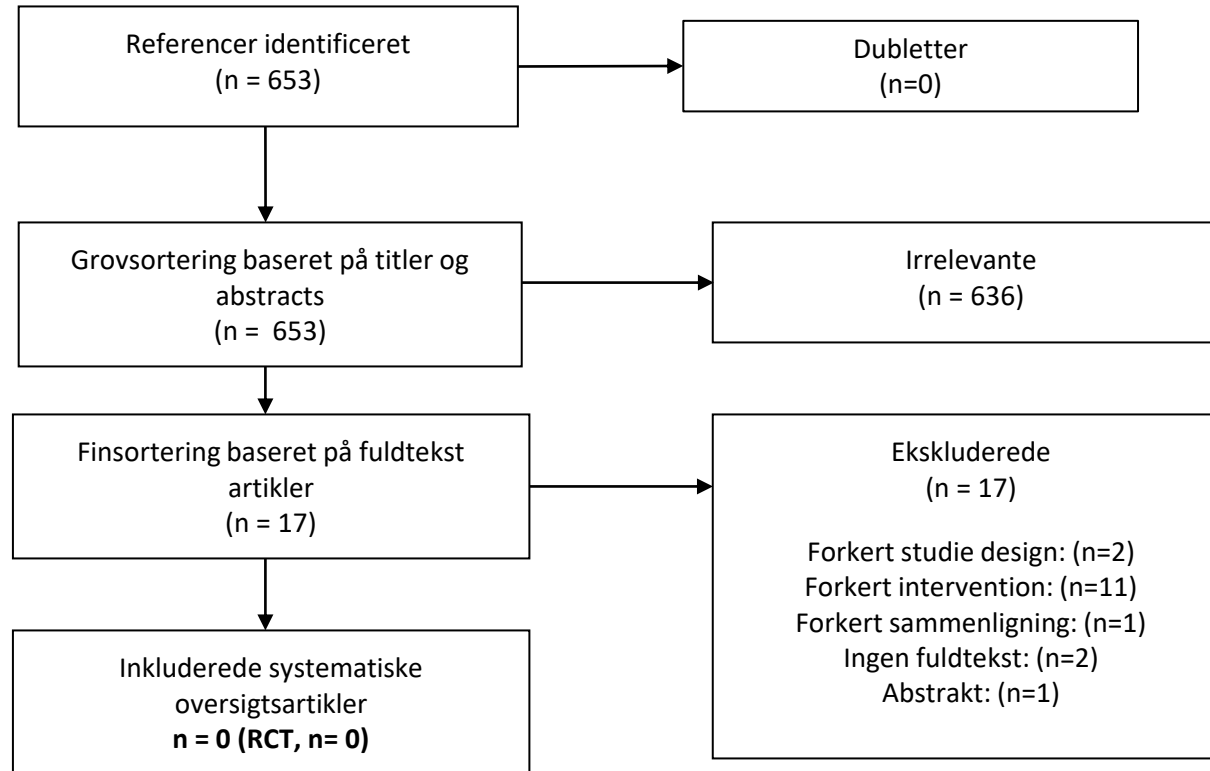 Referencer identificeret
(n = 653)
Dubletter
(n=0)
Grovsortering baseret på titler og
abstracts
(n =  653)
Irrelevante
(n = 636)
Finsortering baseret på fuldtekst
artikler
(n = 17)
Ekskluderede
(n = 17)
Forkert studie design: (n=2)
Forkert intervention: (n=11)
Forkert sammenligning: (n=1)
Ingen fuldtekst: (n=2)
Abstrakt: (n=1)
Inkluderede systematiske
oversigtsartikler
n = 0 (RCT, n= 0)